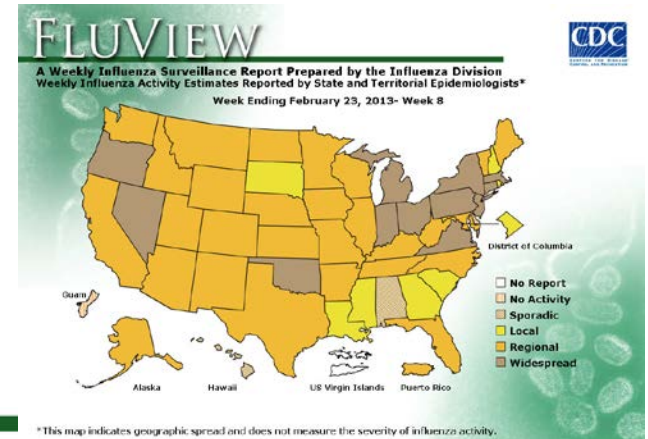 FLUVIEW
CDC
A Weekly Influenza Surveillance Report Prepared by the Influenza Division
Weekly Influenza Activity Estimates Reported by State and Territorial Epidemiologists*
Week Ending February 23, 2013- Week 8
District of Columbia
No Report
No Activity
Sporadic
Local
Regional
Widespread
Guam
Alaska
Hawaii
US Virgin Islands
Puerto Rico
*This map indicates geographic spread and does not measure the severity of influenza activity.